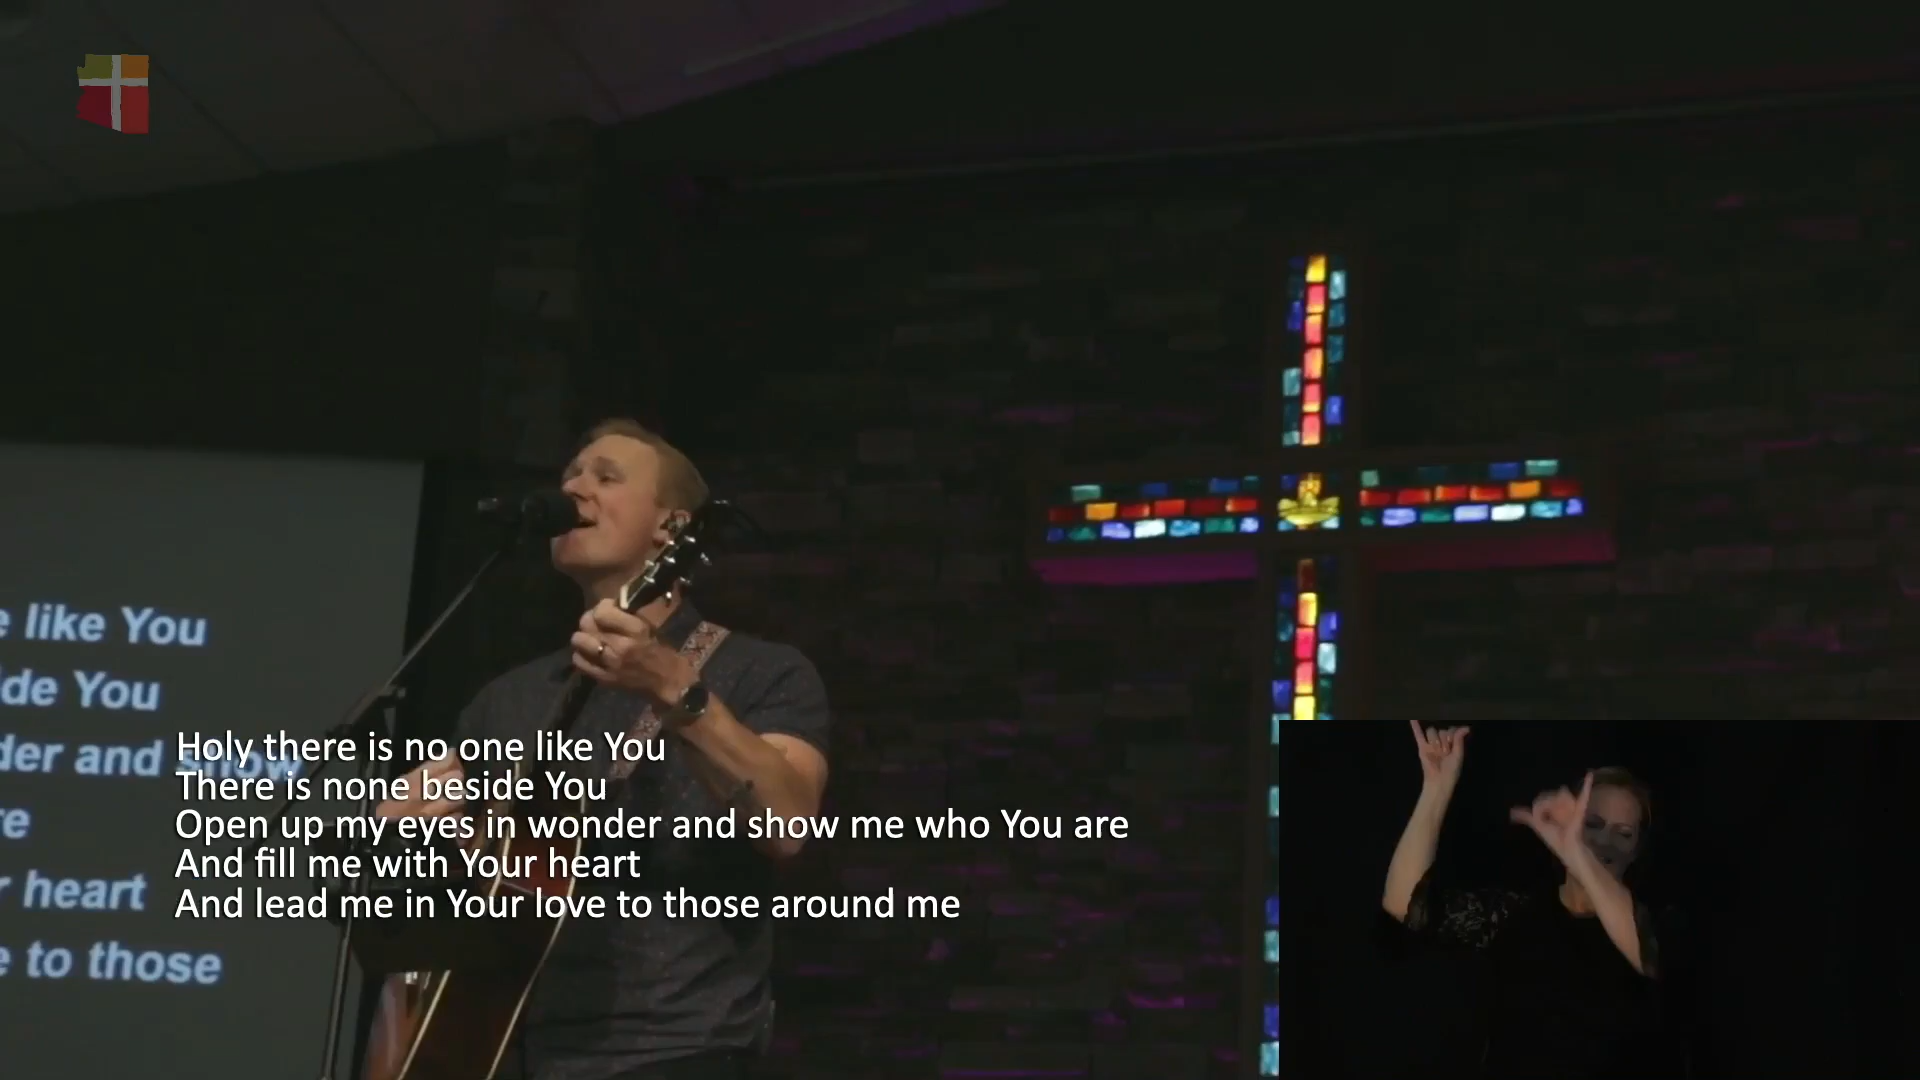 e like You
de You
der and show
re
r heart
e to those
Holy there is no one like You
There is none beside You
Open up my eyes in wonder and show me who You are
And fill me with Your heart
And lead me in Your love to those around me